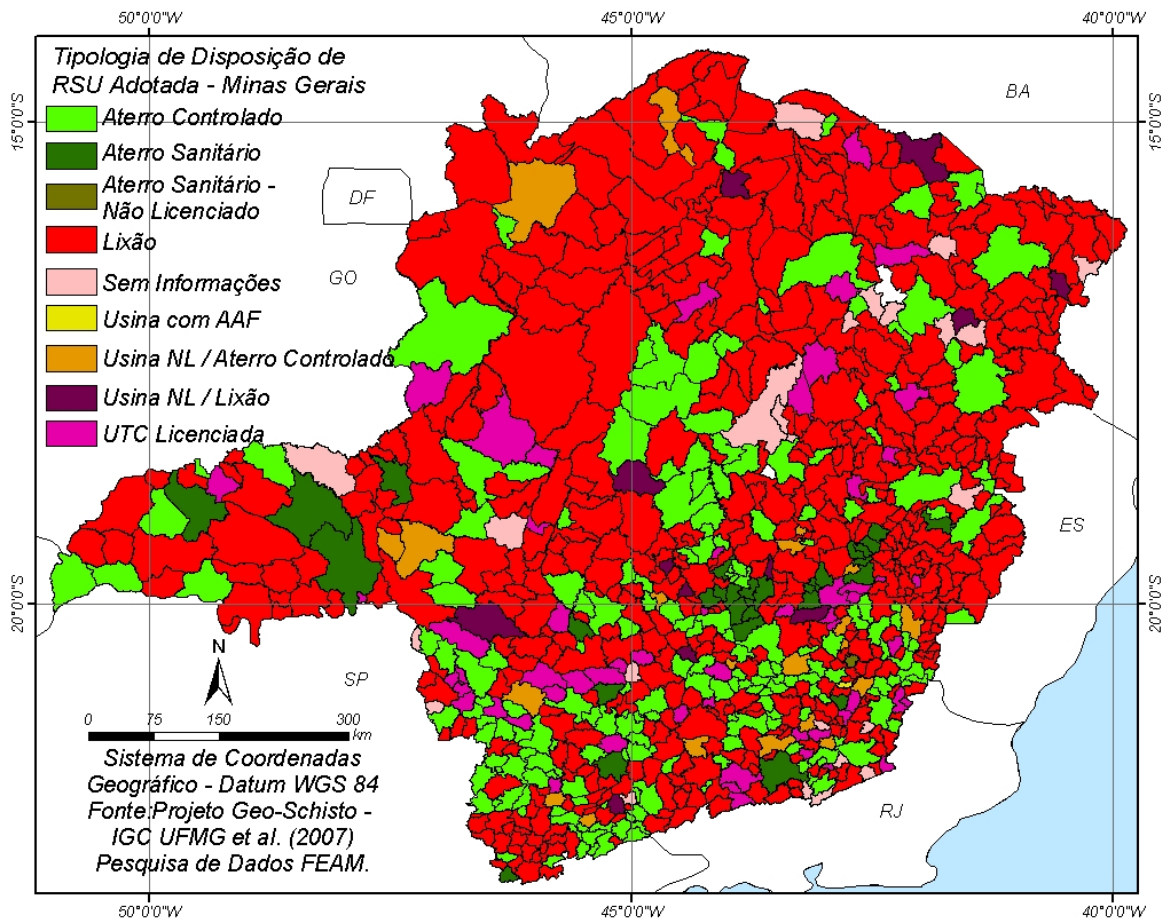 50°0'0"W
45°0'0"W
40°0'0"W
Tipologia de Disposição de
RSU Adotada - Minas Gerais
Aterro Controlado
Aterro Sanitário
Aterro Sanitário -
Não Licenciado
Lixão
Sem Informações
Usina com AAF
Usina NL / Aterro Controlado
Usina NL / Lixão
UTC Licenciada
15°0'0"S
15°0'0"S
BA
DF
GO
ES
20°0'0"S
20°0'0"S
N
SP
RJ
0 75 150 300
km
Sistema de Coordenadas
Geográfico - Datum WGS 84
Fonte:Projeto Geo-Schisto -
IGC UFMG et al. (2007)
Pesquisa de Dados FEAM.
50°0'0"W
45°0'0"W
40°0'0"W